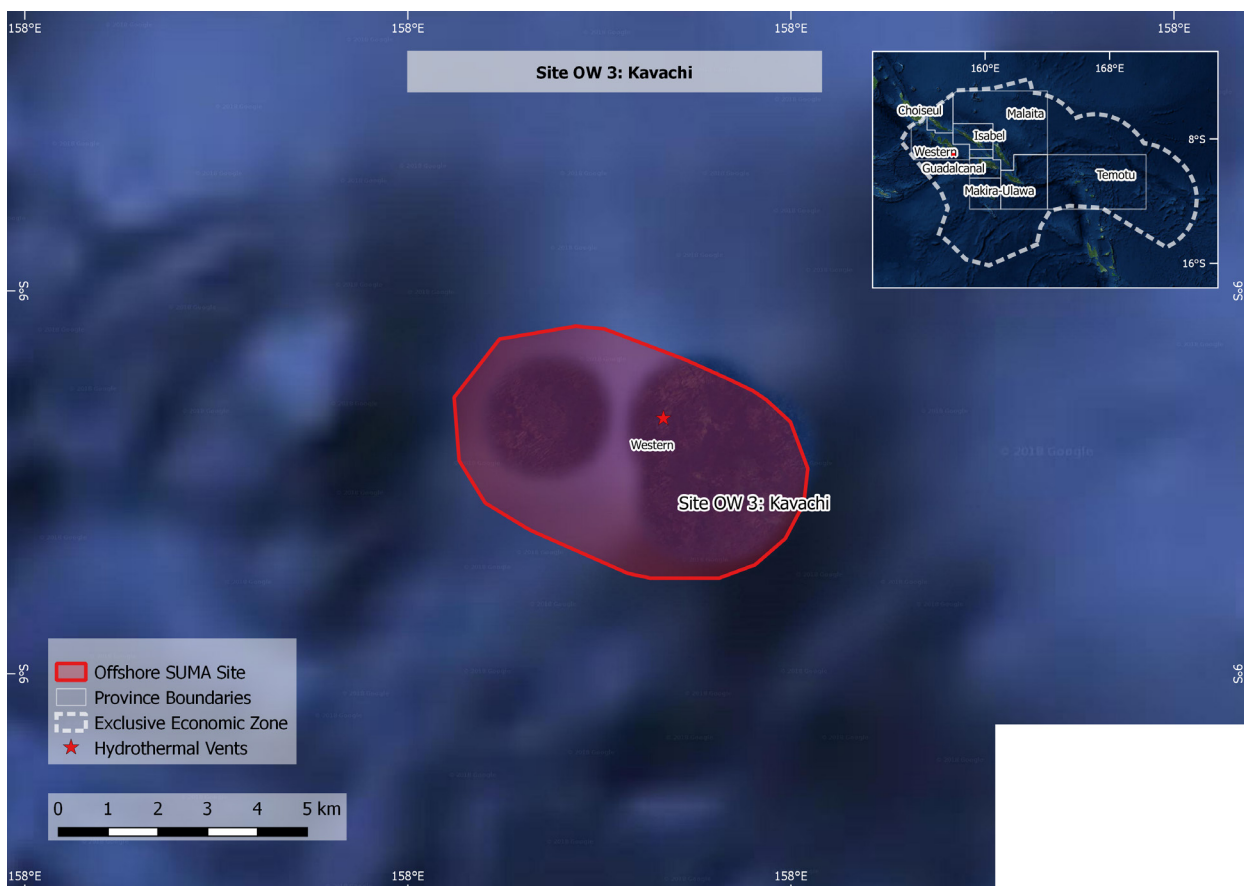 158°E
158°E
158°E
158°E
Site OW 3: Kavachi
160°E
168°E
Choiseul
Malaita
Isabel
8°S
Western
Guadalcanal
Temotu
Makira-Ulawa
16°S
9°S
9°S
Western
© 2018 Google
Site OW 3: Kavachi
9°S
9°S
Offshore SUMA Site
Province Boundaries
Exclusive Economic Zone
Hydrothermal Vents
0 1 2 3 4 5 km
158°E
158°E
158°E